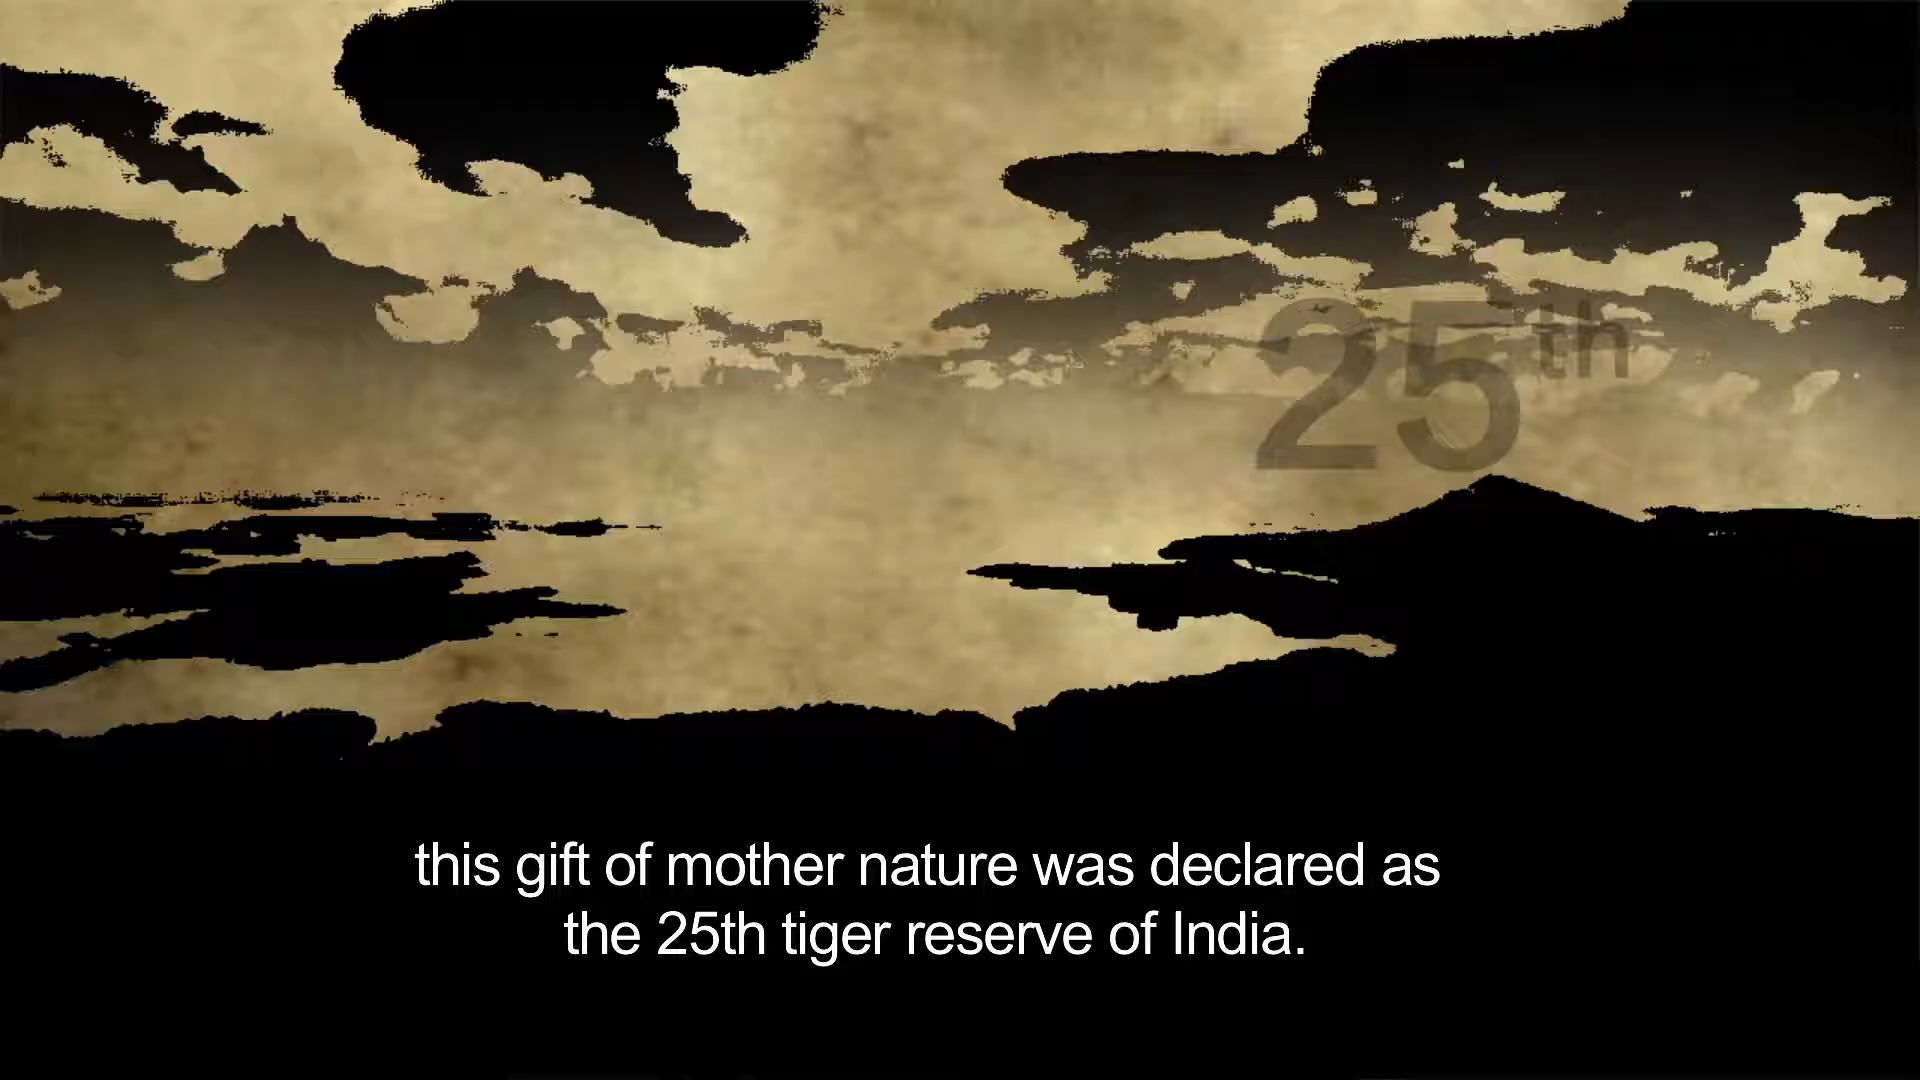 25th
this gift of mother nature was declared as
the 25th tiger reserve of India.